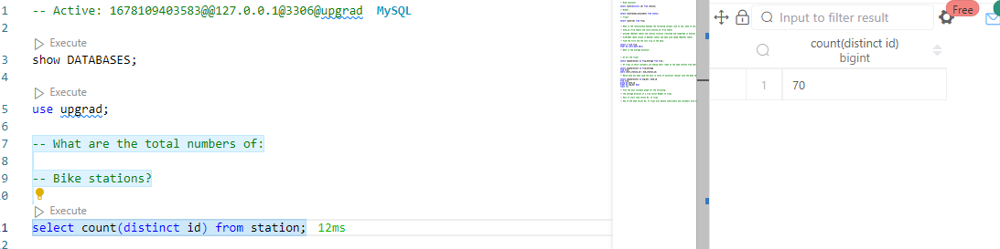 1 -- Active: 1678109403583@@127.0.0.1@3306@upgrad MySQL
2
Execute
3 show DATABASES;
4
Execute
5 use upgrad;
6
7 -- What are the total numbers of:
8
9 -- Bike stations?
0
Execute
1 select count(distinct id) from station; 12ms
2
Input to filter result
Free
count(distinct id)
bigint
1 70